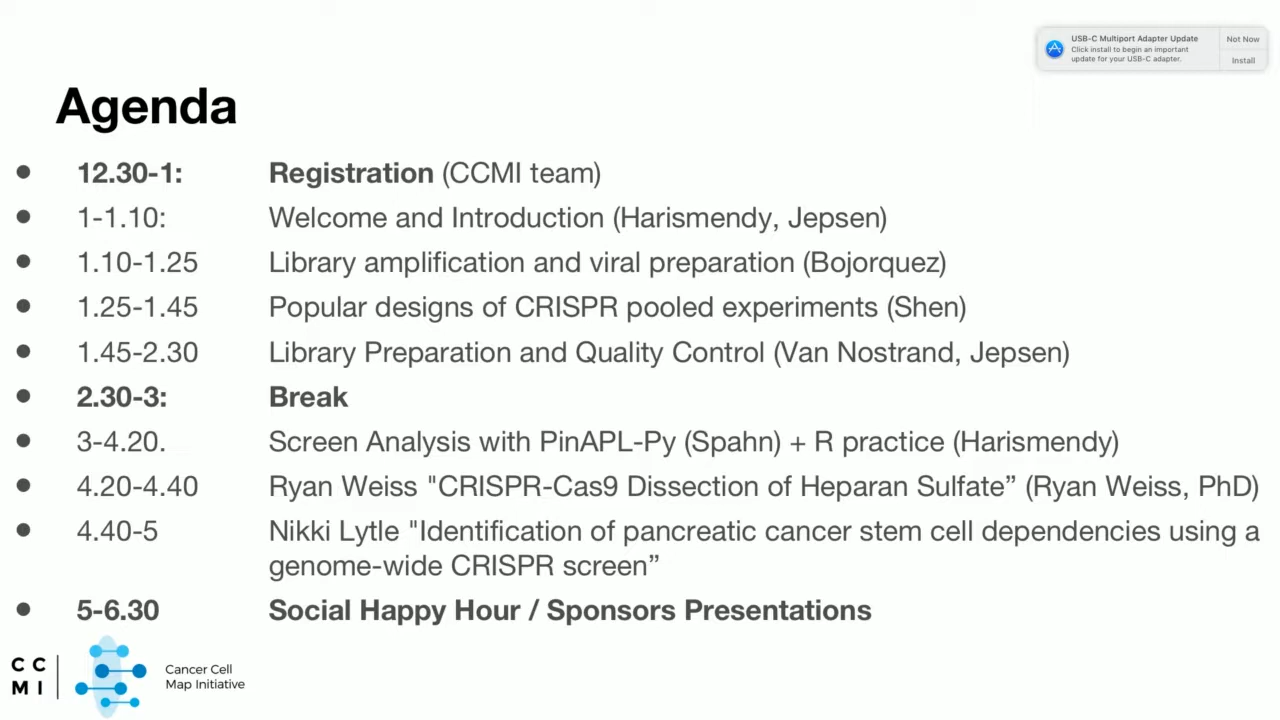 USB-C Multiport Adapter Update
Click install to begin an important
update for your USB-C adapter.
Not Now
Install
Agenda
● 12.30-1: Registration (CCMI team)
● 1-1.10: Welcome and Introduction (Harismendy, Jepsen)
● 1.10-1.25 Library amplification and viral preparation (Bojorquez)
● 1.25-1.45 Popular designs of CRISPR pooled experiments (Shen)
● 1.45-2.30 Library Preparation and Quality Control (Van Nostrand, Jepsen)
● 2.30-3: Break
● 3-4.20. Screen Analysis with PinAPL-Py (Spahn) + R practice (Harismendy)
● 4.20-4.40 Ryan Weiss "CRISPR-Cas9 Dissection of Heparan Sulfate” (Ryan Weiss, PhD)
● 4.40-5 Nikki Lytle "Identification of pancreatic cancer stem cell dependencies using a
genome-wide CRISPR screen”
● 5-6.30 Social Happy Hour / Sponsors Presentations
C C
M I
Cancer Cell
Map Initiative